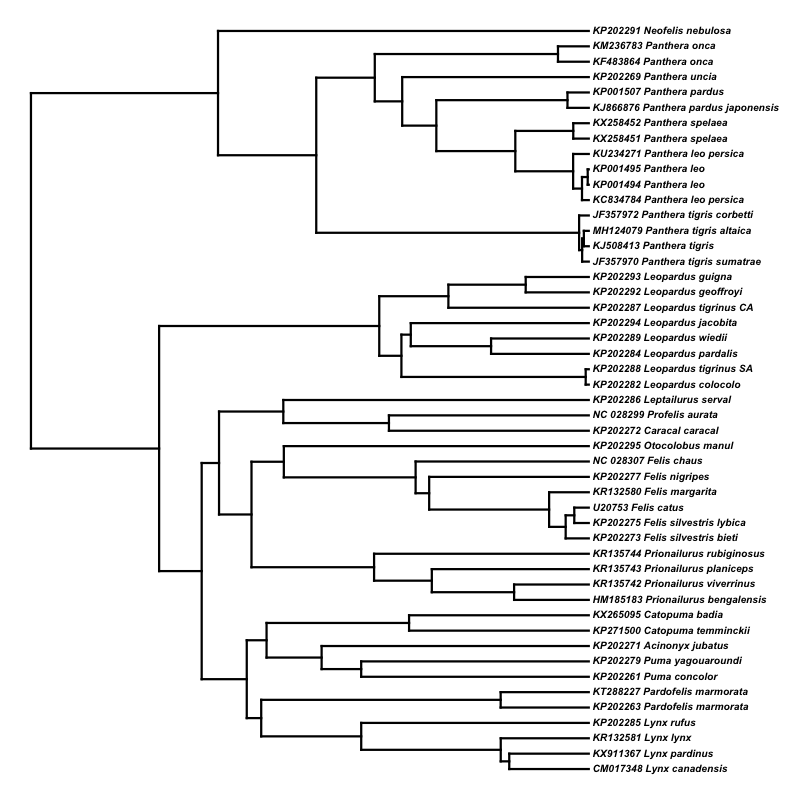 KP202291 Neofelis nebulosa
KM236783 Panthera onca
KF483864 Panthera onca
KP202269 Panthera uncia
KP001507 Panthera pardus
KJ866876 Panthera pardus japonensis
KX258452 Panthera spelaea
KX258451 Panthera spelaea
KU234271 Panthera leo persica
KP001495 Panthera leo
KP001494 Panthera leo
KC834784 Panthera leo persica
JF357972 Panthera tigris corbetti
MH124079 Panthera tigris altaica
KJ508413 Panthera tigris
JF357970 Panthera tigris sumatrae
KP202293 Leopardus guigna
KP202292 Leopardus geoffroyi
KP202287 Leopardus tigrinus CA
KP202294 Leopardus jacobita
KP202289 Leopardus wiedii
KP202284 Leopardus pardalis
KP202288 Leopardus tigrinus SA
KP202282 Leopardus colocolo
KP202286 Leptailurus serval
NC 028299 Profelis aurata
KP202272 Caracal caracal
KP202295 Otocolobus manul
NC 028307 Felis chaus
KP202277 Felis nigripes
KR132580 Felis margarita
U20753 Felis catus
KP202275 Felis silvestris lybica
KP202273 Felis silvestris bieti
KR135744 Prionailurus rubiginosus
KR135743 Prionailurus planiceps
KR135742 Prionailurus viverrinus
HM185183 Prionailurus bengalensis
KX265095 Catopuma badia
KP271500 Catopuma temminckii
KP202271 Acinonyx jubatus
KP202279 Puma yagouaroundi
KP202261 Puma concolor
KT288227 Pardofelis marmorata
KP202263 Pardofelis marmorata
KP202285 Lynx rufus
KR132581 Lynx lynx
KX911367 Lynx pardinus
CM017348 Lynx canadensis